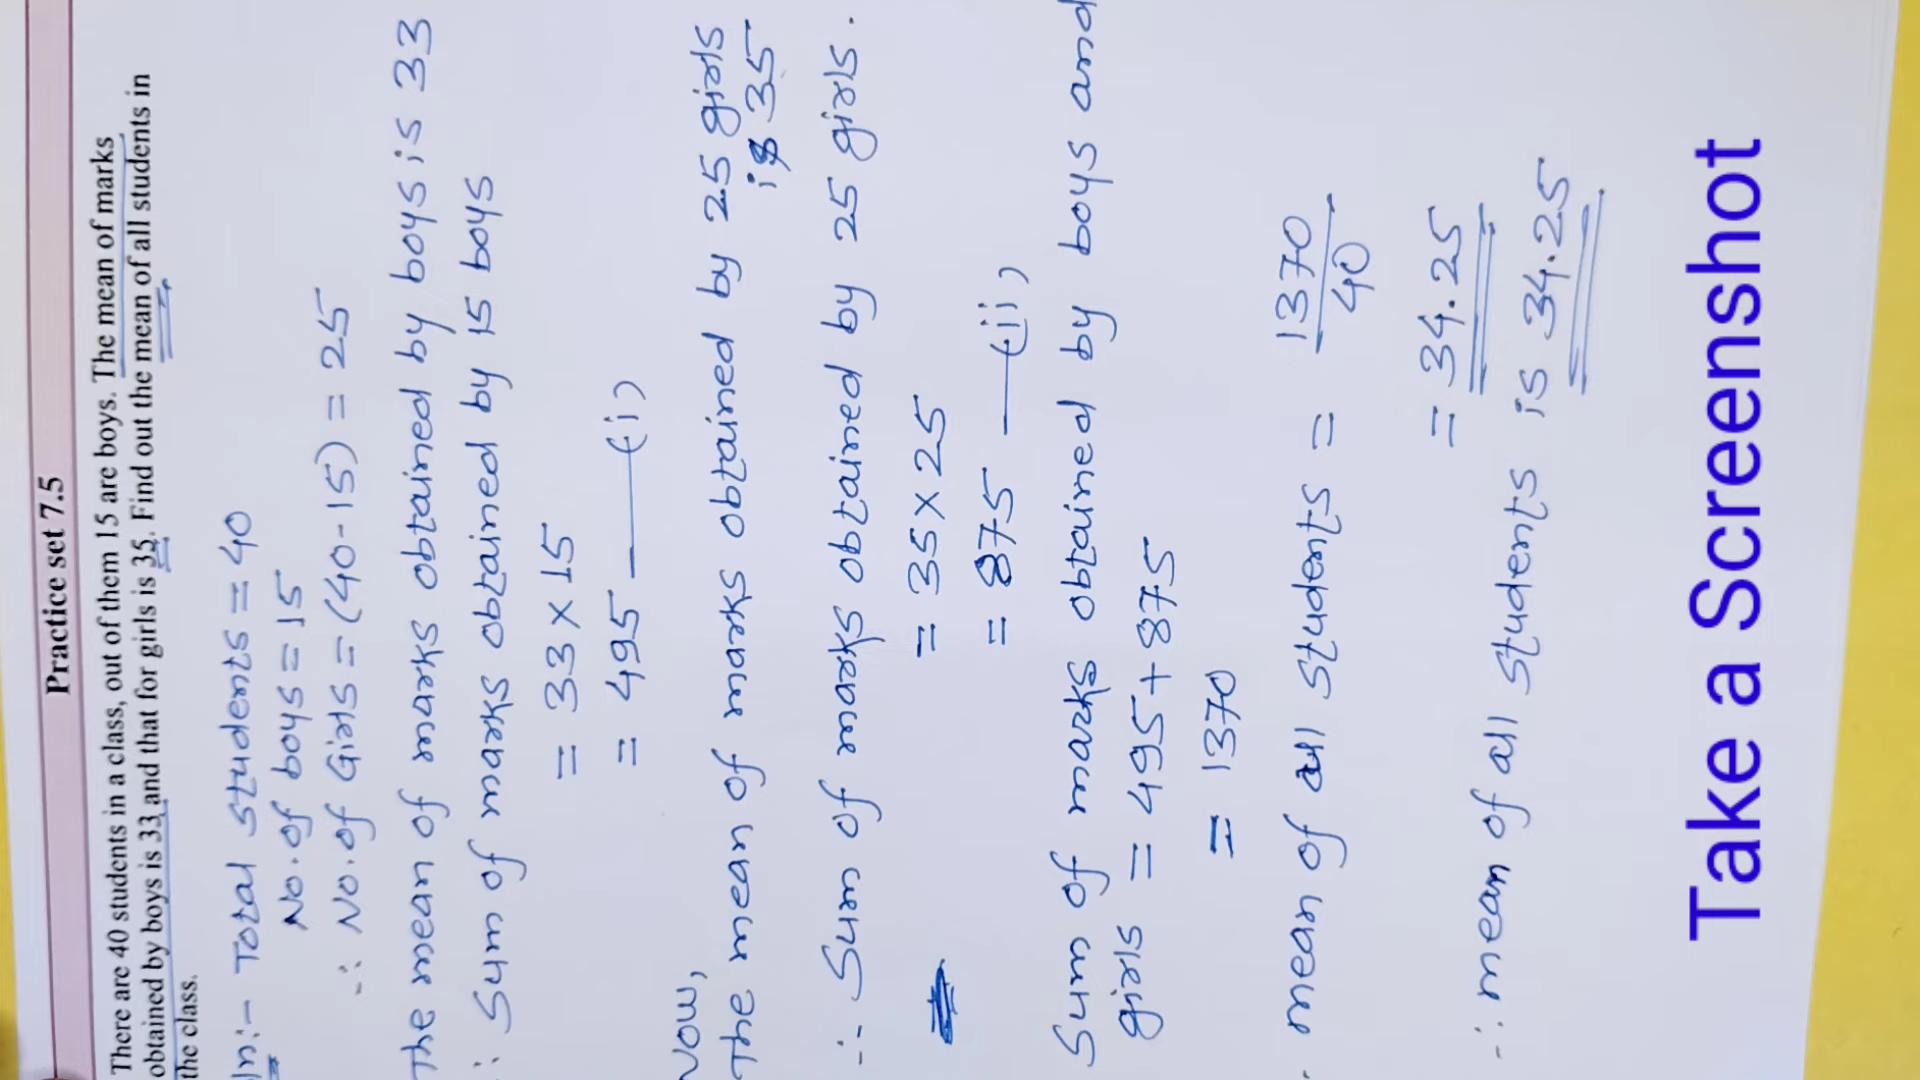 Practice set 7.5
There are 40 students in a class, out of them 15 are boys. The mean of marks
obtained by boys is 33 and that for girls is 35. Find out the mean of all students in
the class.
ln:- Total students = 40
No. of boys = 15
∴ No. of Girls = (40-15) = 25
The mean of marks obtained by boys is 33
∴ Sum of marks obtained by 15 boys
= 33 × 15
= 495 —(i)
Now,
The mean of marks obtained by 25 girls
is 35
∴ Sum of marks obtained by 25 girls.
= 35 × 25
= 875 —(ii)
Sum of marks obtained by boys and
girls = 495 + 875
= 1370
mean of all students = 1370/40
= 34.25
∴ mean of all students is 34.25
Take a Screenshot